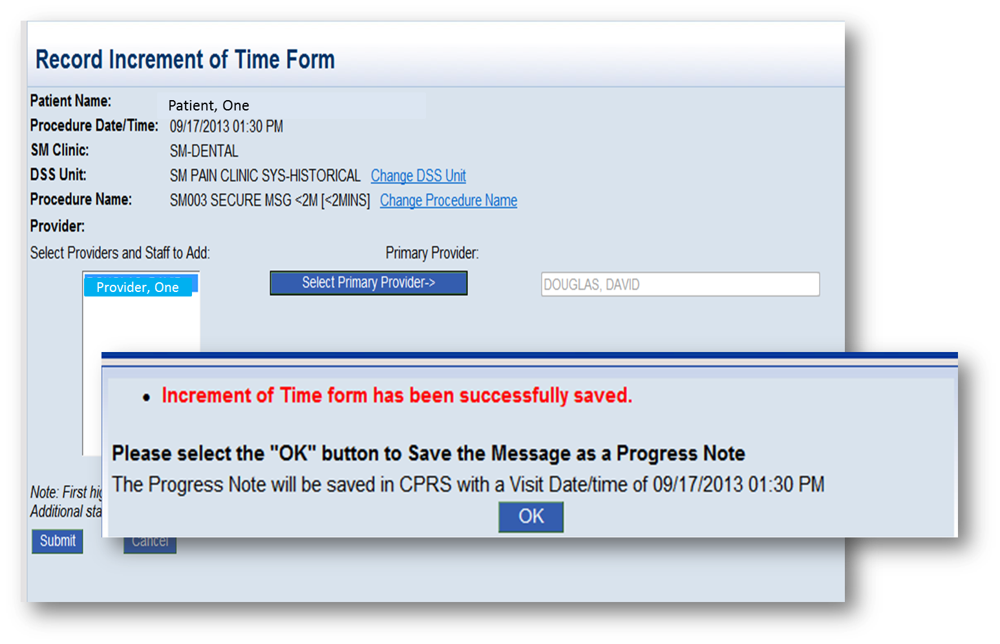 Record Increment of Time Form
Patient Name: Patient, One
Procedure Date/Time: 09/17/2013 01:30 PM
SM Clinic: SM-DENTAL
DSS Unit: SM PAIN CLINIC SYS-HISTORICAL Change DSS Unit
Procedure Name: SM003 SECURE MSG <2M [<2MINS] Change Procedure Name
Provider:
Select Providers and Staff to Add: Primary Provider:
Provider, One Select Primary Provider-> DOUGLAS, DAVID
• Increment of Time form has been successfully saved.
Please select the "OK" button to Save the Message as a Progress Note
The Progress Note will be saved in CPRS with a Visit Date/time of 09/17/2013 01:30 PM
OK
Note: First
Additional
Submit Cancel